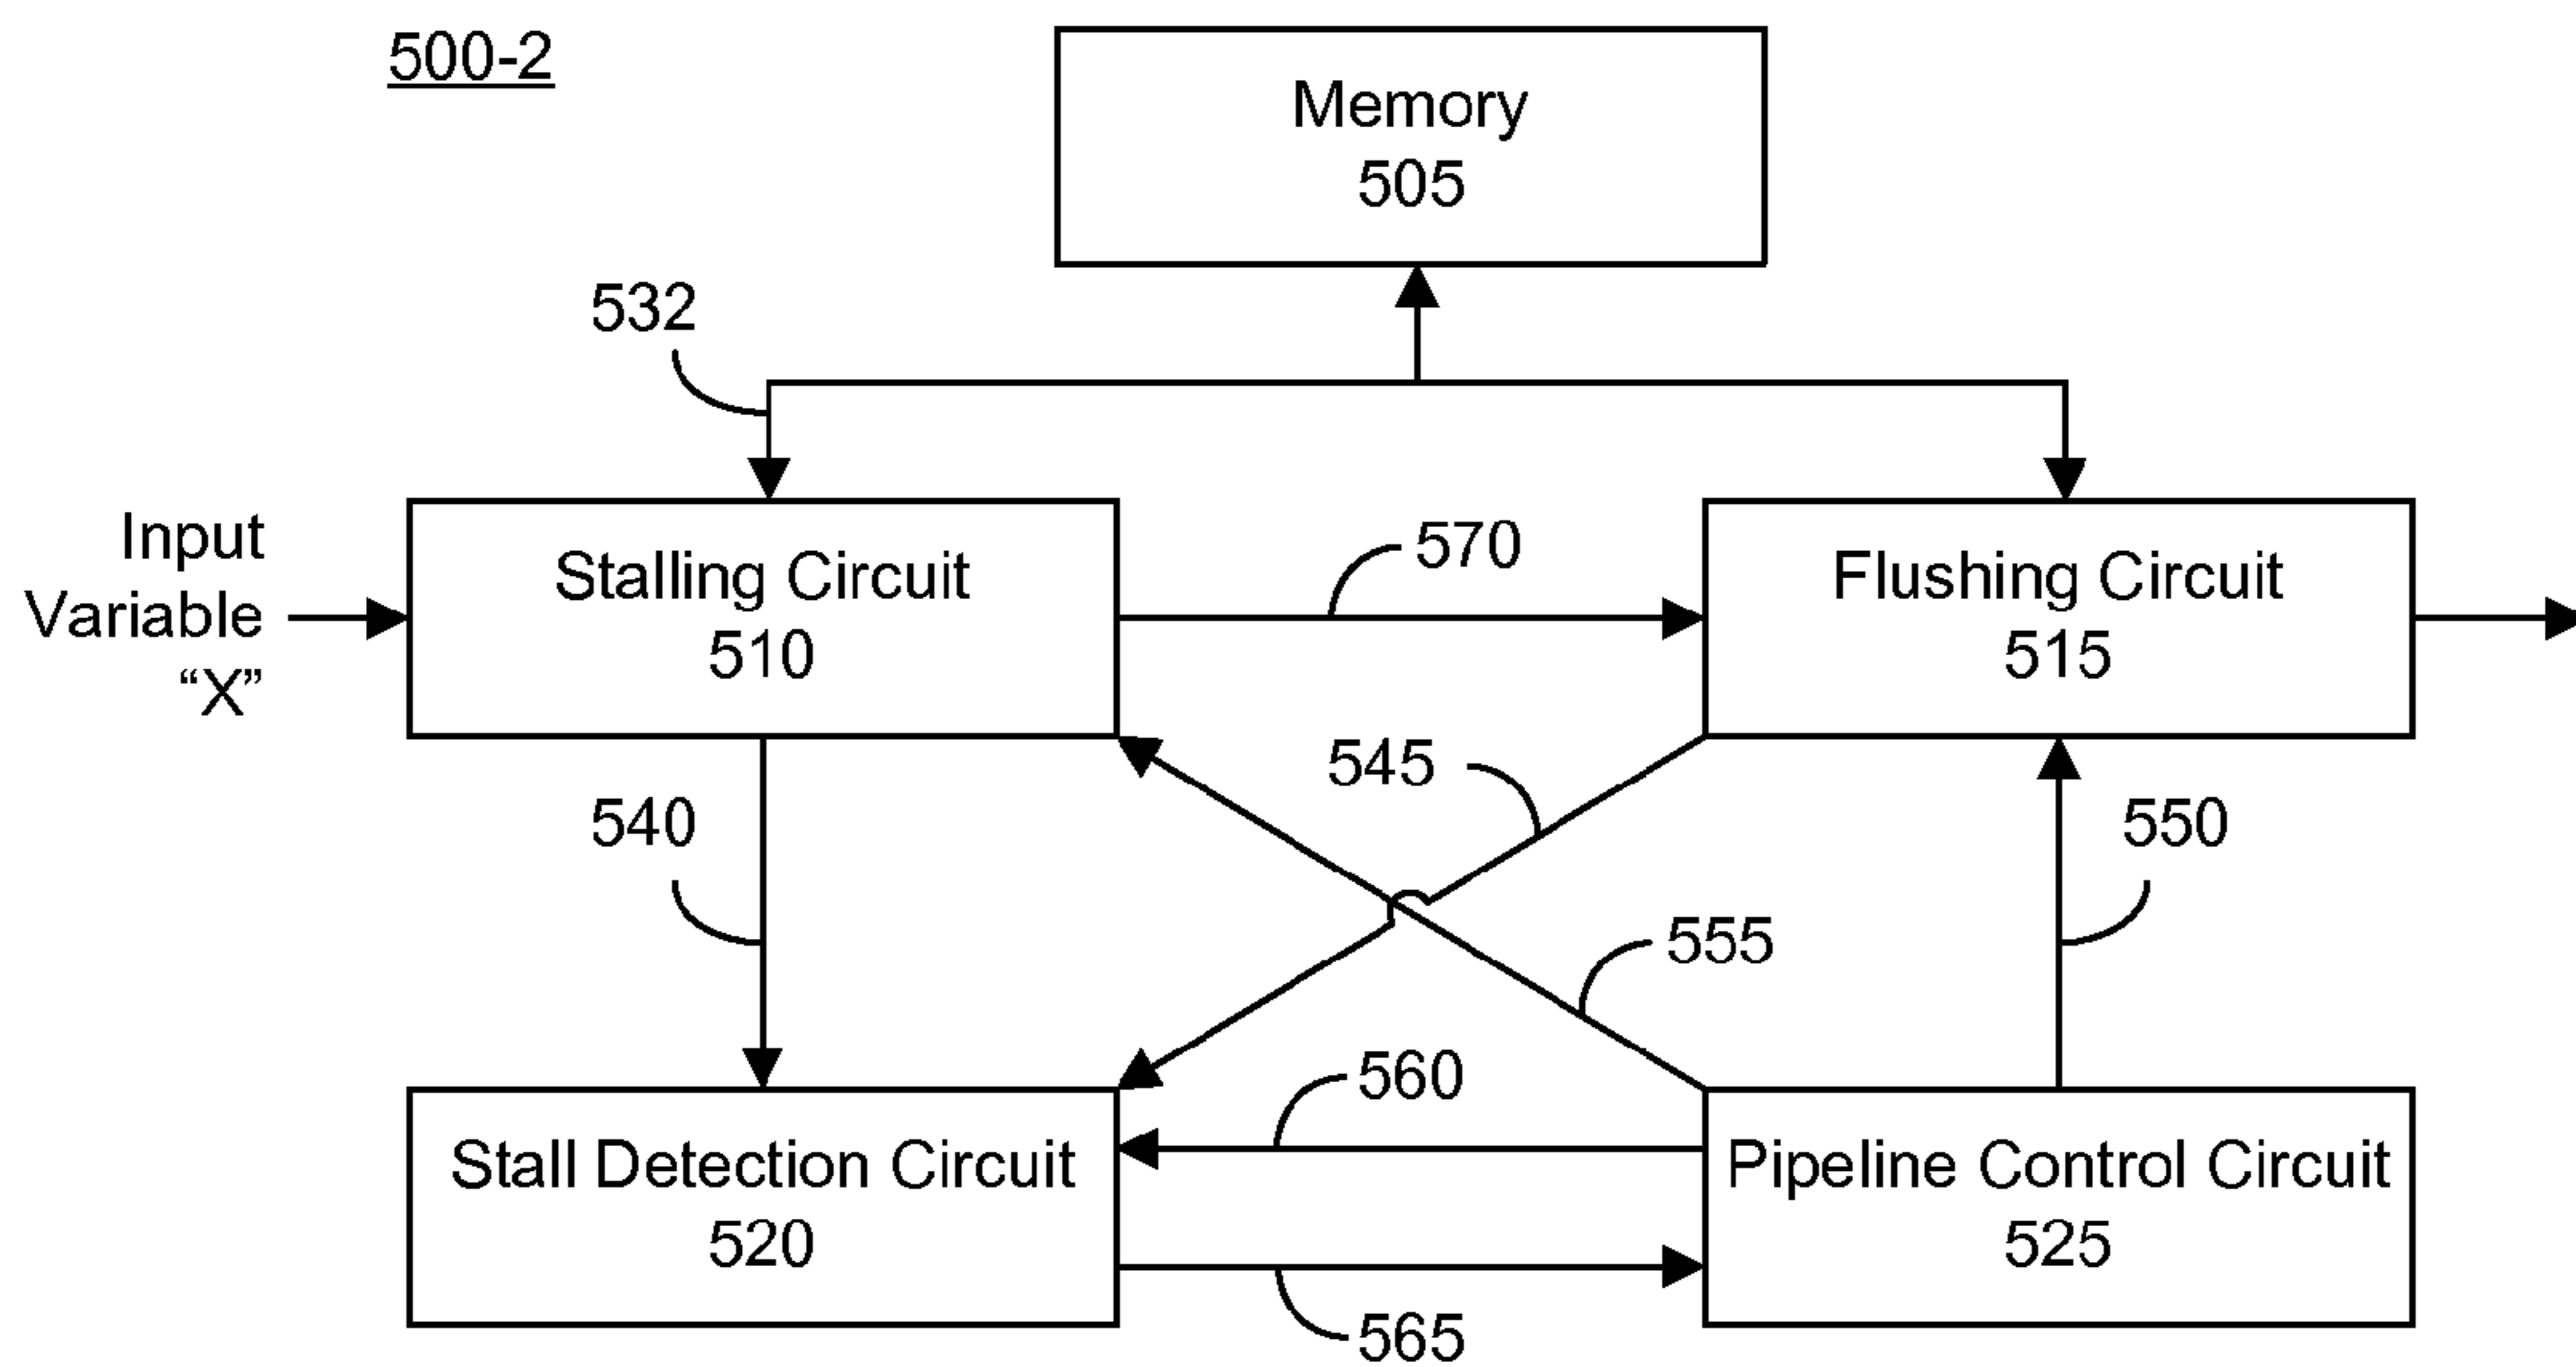 500-2
Memory
505
532
Input
Variable
“X”
Stalling Circuit
510
570
Flushing Circuit
515
545
540
550
555
560
Stall Detection Circuit
520
Pipeline Control Circuit
525
565